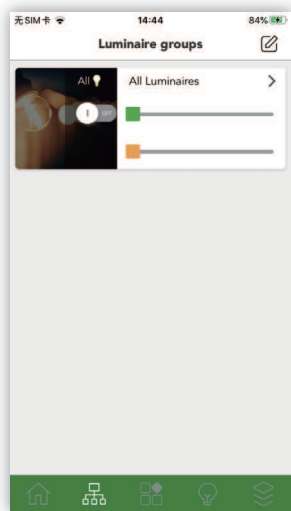 无SIM卡 14:44 84%
Luminaire groups
All
All Luminaires
OFF